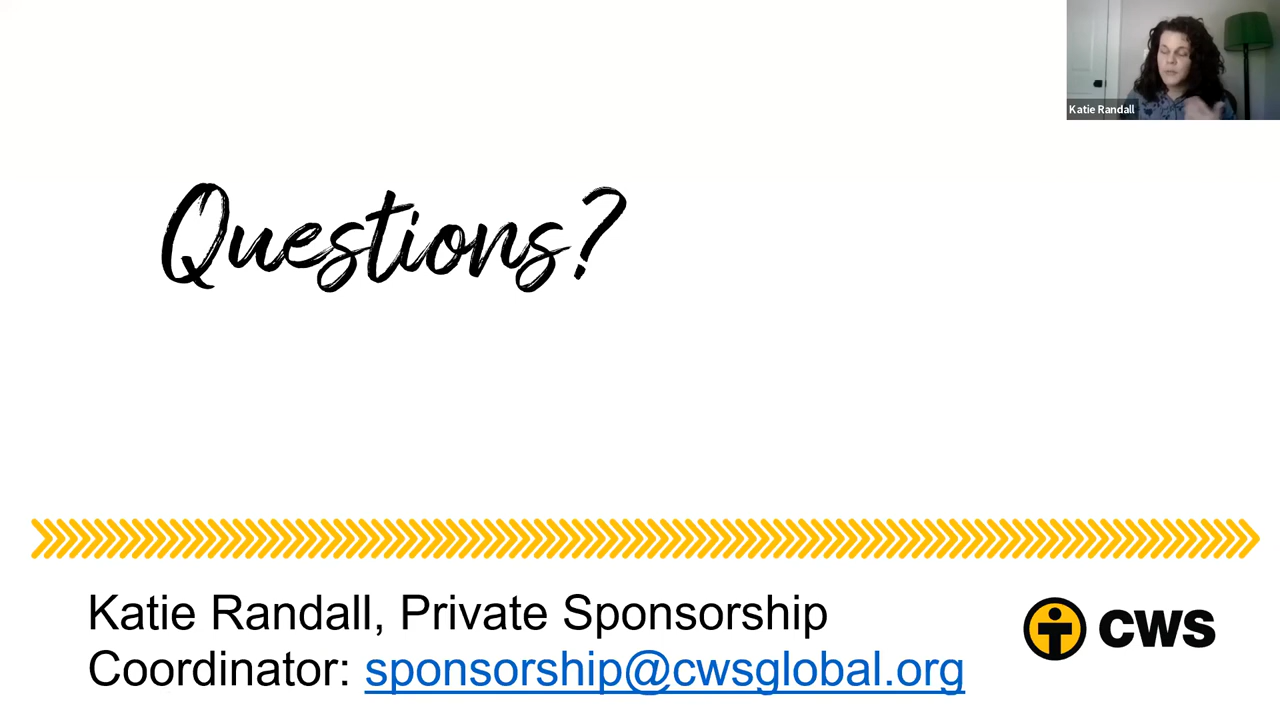 Katie Randall
Questions?
Katie Randall, Private Sponsorship
Coordinator: sponsorship@cwsglobal.org
CWS